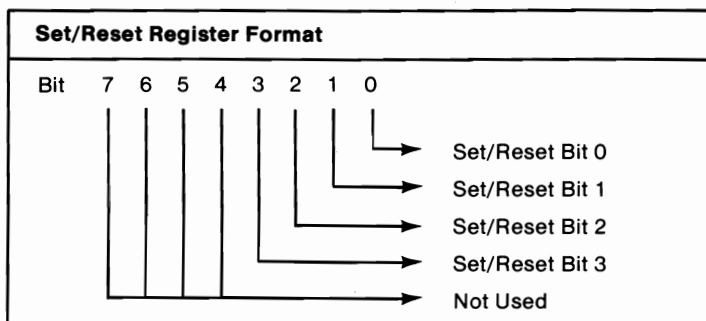 Set/Reset Register Format
Bit 7 6 5 4 3 2 1 0
Set/Reset Bit 0
Set/Reset Bit 1
Set/Reset Bit 2
Set/Reset Bit 3
Not Used